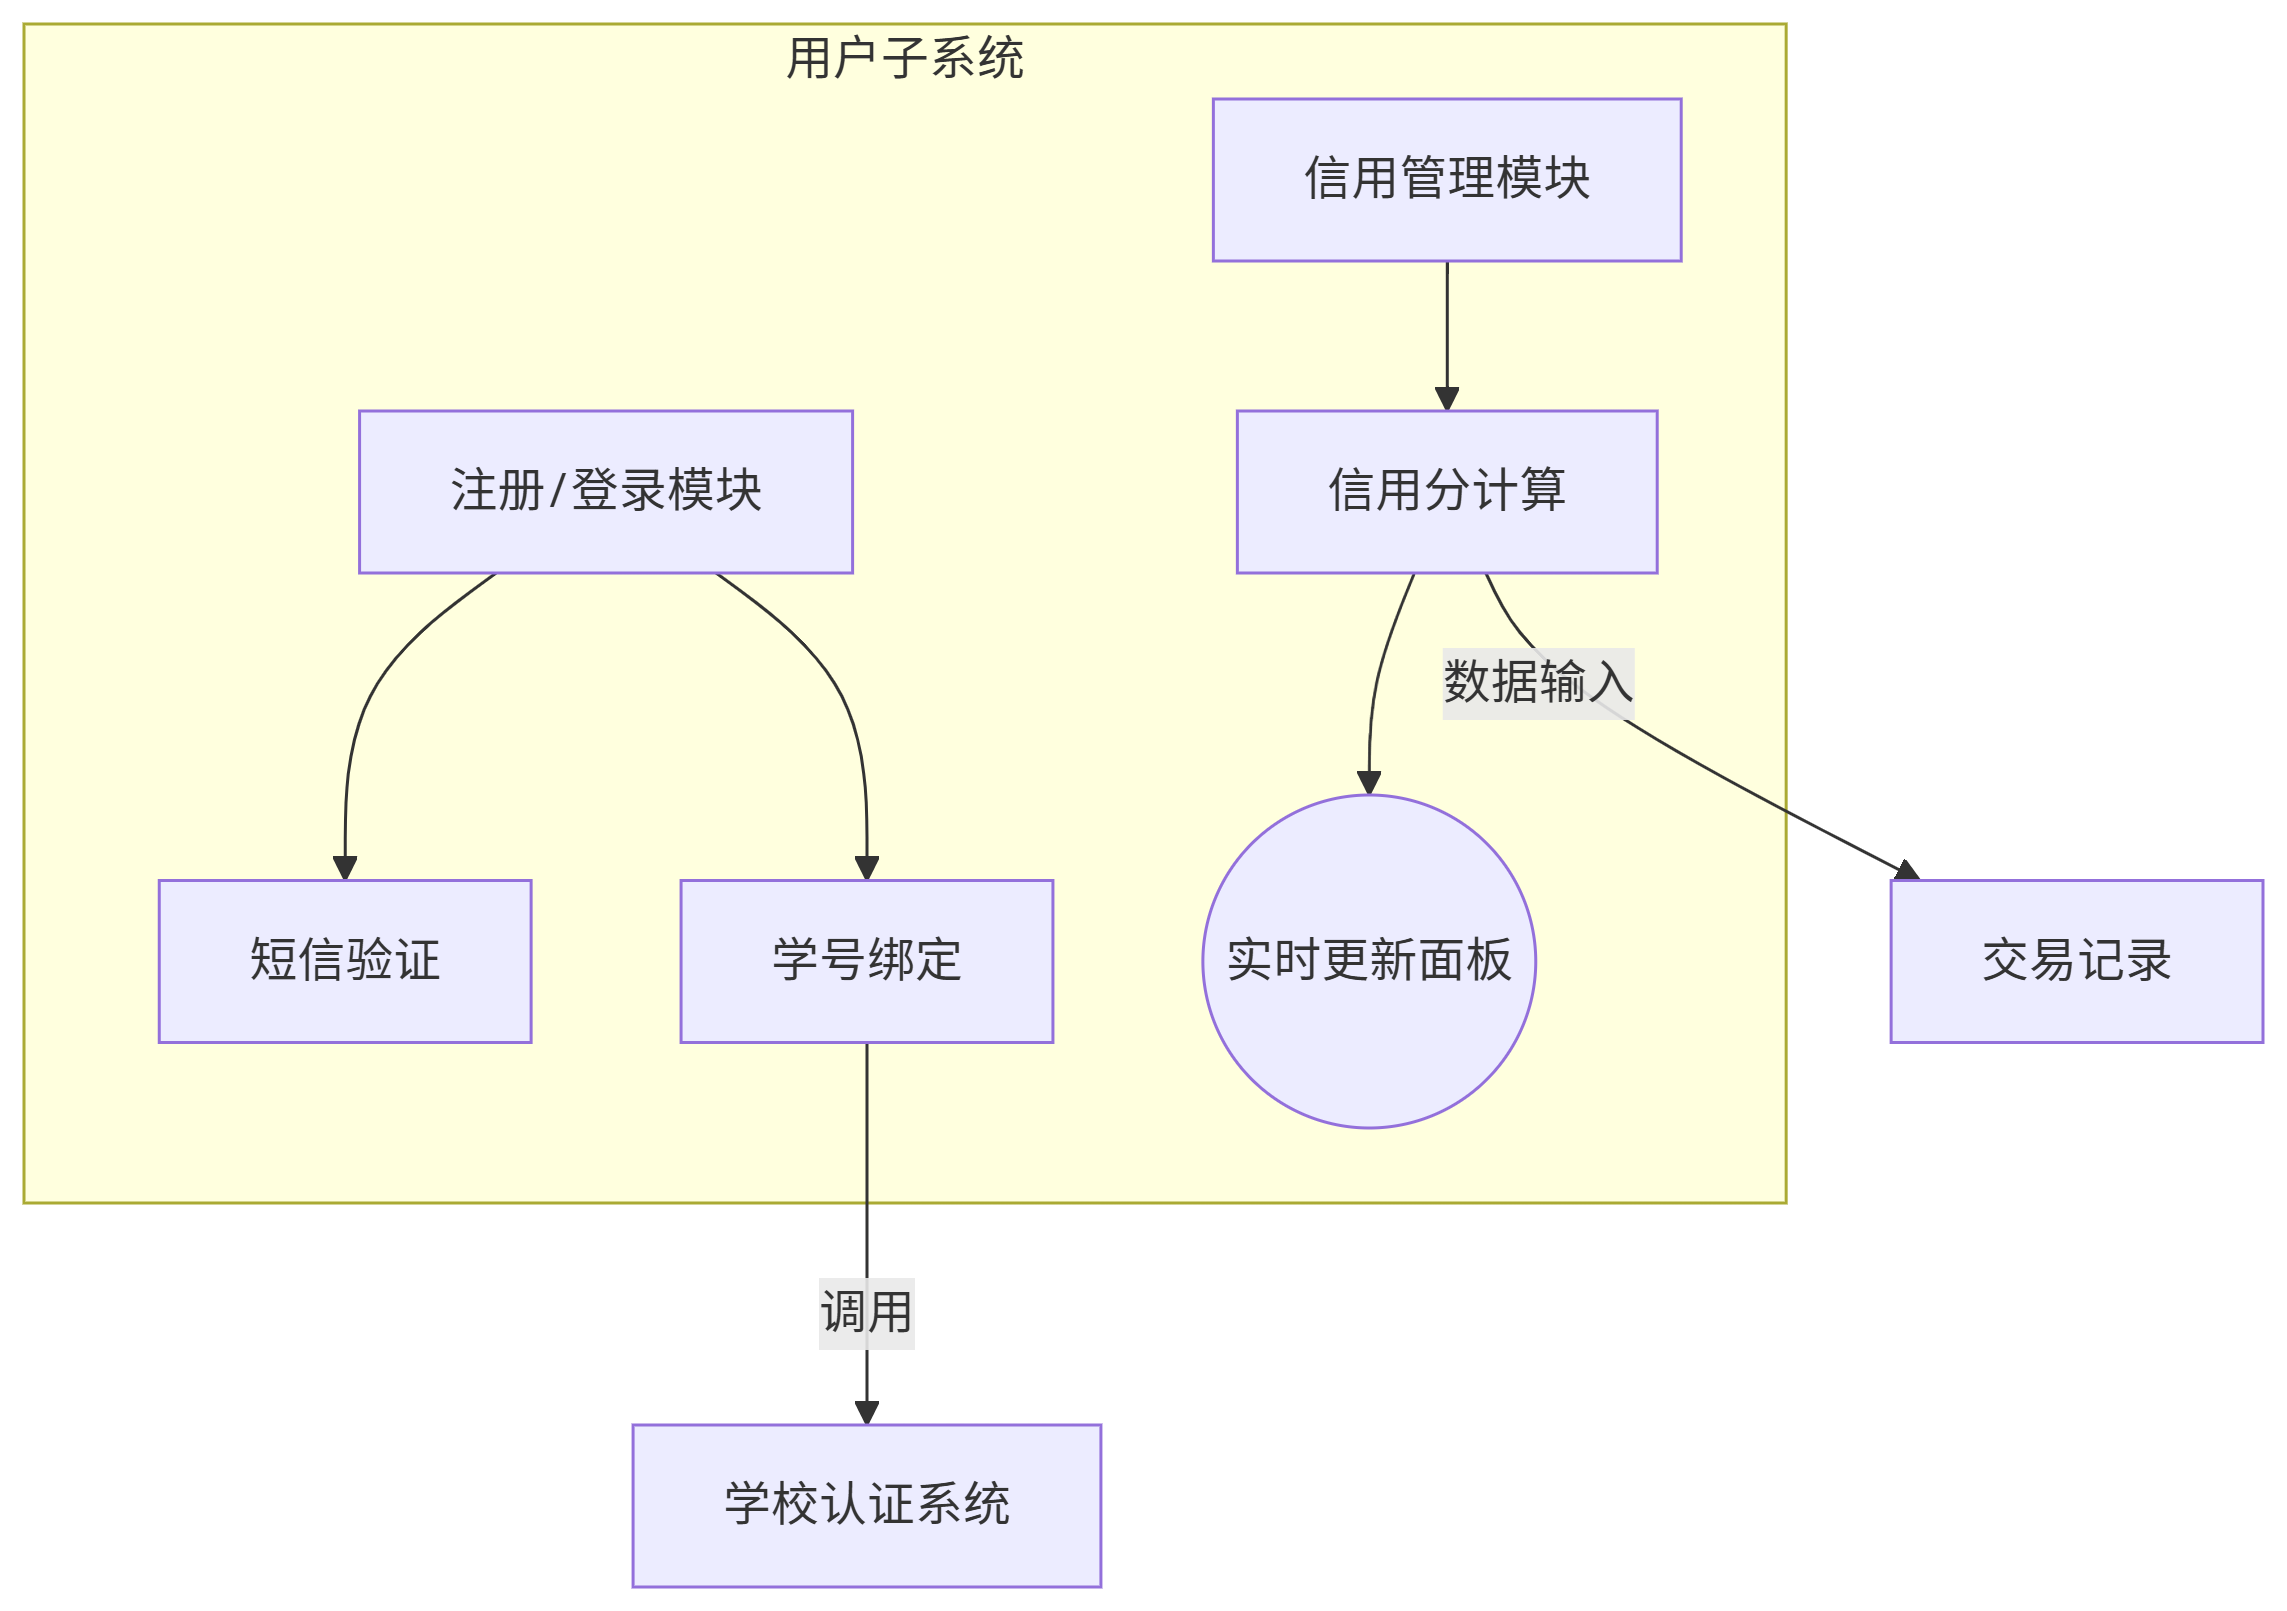 用户子系统
信用管理模块
注册/登录模块
信用分计算
数据输入
短信验证
学号绑定
实时更新面板
交易记录
调用
学校认证系统